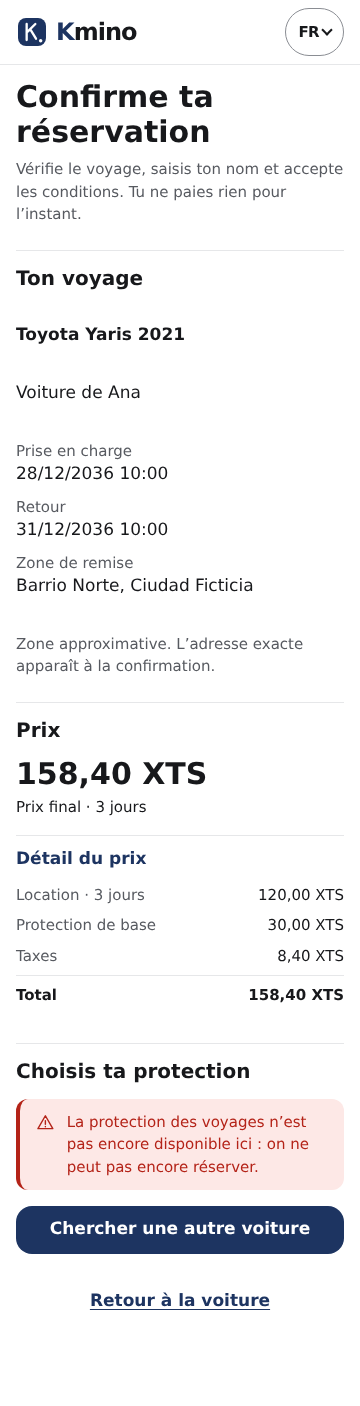 K. Kmino
FR
Confirme ta
réservation
Vérifie le voyage, saisis ton nom et accepte
les conditions. Tu ne paies rien pour
l’instant.
Ton voyage
Toyota Yaris 2021
Voiture de Ana
Prise en charge
28/12/2036 10:00
Retour
31/12/2036 10:00
Zone de remise
Barrio Norte, Ciudad Ficticia
Zone approximative. L’adresse exacte
apparaît à la confirmation.
Prix
158,40 XTS
Prix final · 3 jours
Détail du prix
Location · 3 jours 120,00 XTS
Protection de base 30,00 XTS
Taxes 8,40 XTS
Total 158,40 XTS
Choisis ta protection
La protection des voyages n’est
pas encore disponible ici : on ne
peut pas encore réserver.
Chercher une autre voiture
Retour à la voiture